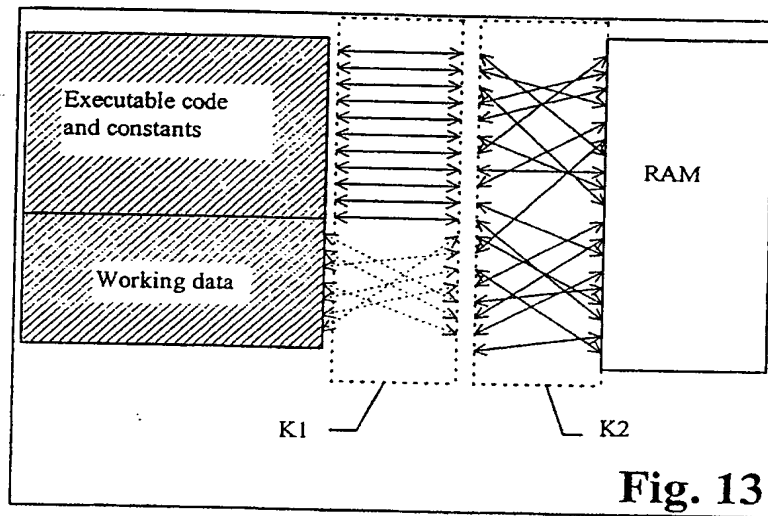 Executable code
and constants
Working data
RAM
K1
K2
Fig. 13